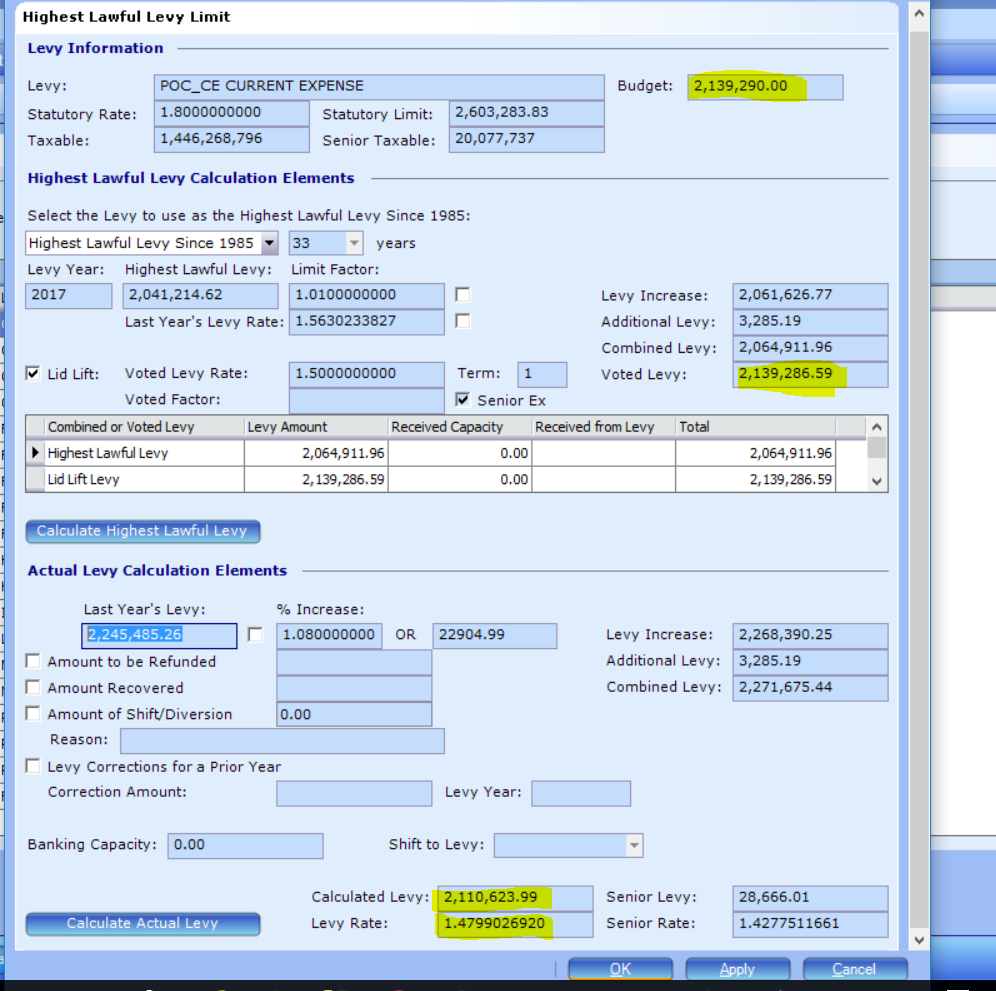 Highest Lawful Levy Limit
Levy Information
Levy: POC_CE CURRENT EXPENSE Budget: 2,139,290.00
Statutory Rate: 1.8000000000 Statutory Limit: 2,603,283.83
Taxable: 1,446,268,796 Senior Taxable: 20,077,737
Highest Lawful Levy Calculation Elements
Select the Levy to use as the Highest Lawful Levy Since 1985:
Highest Lawful Levy Since 1985 33 years
Levy Year: Highest Lawful Levy: Limit Factor:
2017 2,041,214.62 1.0100000000 Levy Increase: 2,061,626.77
Last Year's Levy Rate: 1.5630233827 Additional Levy: 3,285.19
Combined Levy: 2,064,911.96
Lid Lift: Voted Levy Rate: 1.5000000000 Term: 1 Voted Levy: 2,139,286.59
Voted Factor: Senior Ex
Combined or Voted Levy Levy Amount Received Capacity Received from Levy Total
Highest Lawful Levy 2,064,911.96 0.00 2,064,911.96
Lid Lift Levy 2,139,286.59 0.00 2,139,286.59
Calculate Highest Lawful Levy
Actual Levy Calculation Elements
Last Year's Levy: % Increase:
2,245,485.26 1.080000000 OR 22904.99 Levy Increase: 2,268,390.25
Amount to be Refunded Additional Levy: 3,285.19
Amount Recovered Combined Levy: 2,271,675.44
Amount of Shift/Diversion 0.00
Reason:
Levy Corrections for a Prior Year
Correction Amount: Levy Year:
Banking Capacity: 0.00 Shift to Levy:
Calculated Levy: 2,110,623.99 Senior Levy: 28,666.01
Calculate Actual Levy Levy Rate: 1.4799026920 Senior Rate: 1.4277511661
OK Apply Cancel